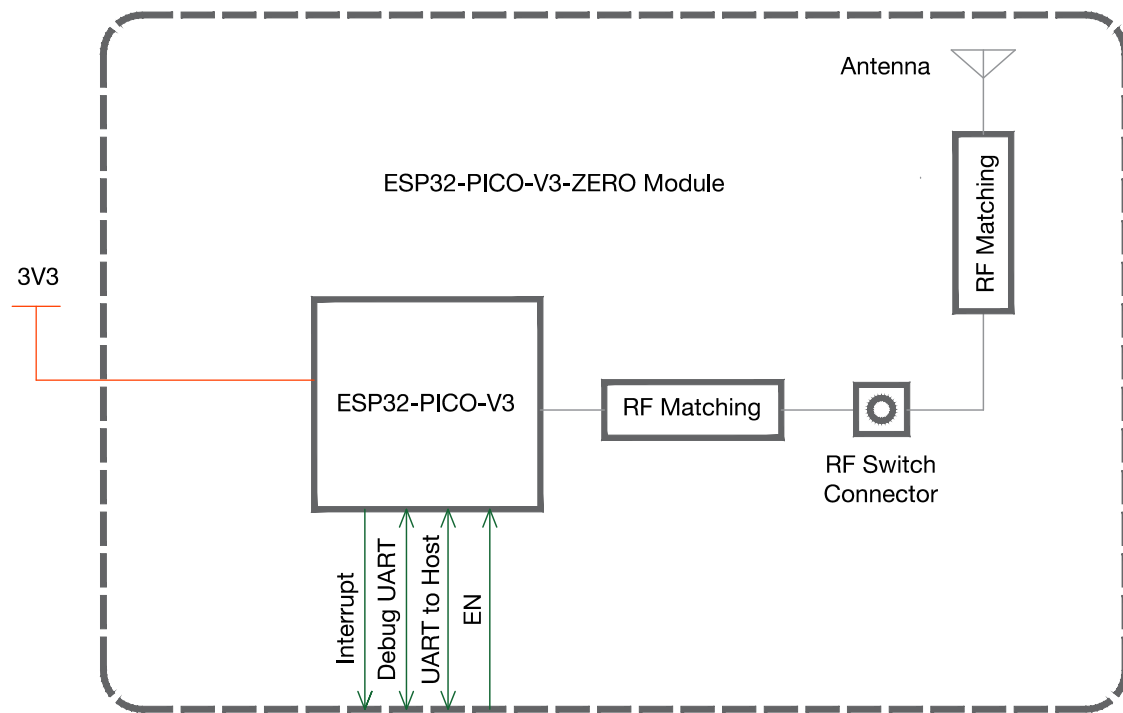 Antenna
ESP32-PICO-V3-ZERO Module
RF Matching
3V3
ESP32-PICO-V3
RF Matching
RF Switch
Connector
Interrupt
Debug UART
UART to Host
EN